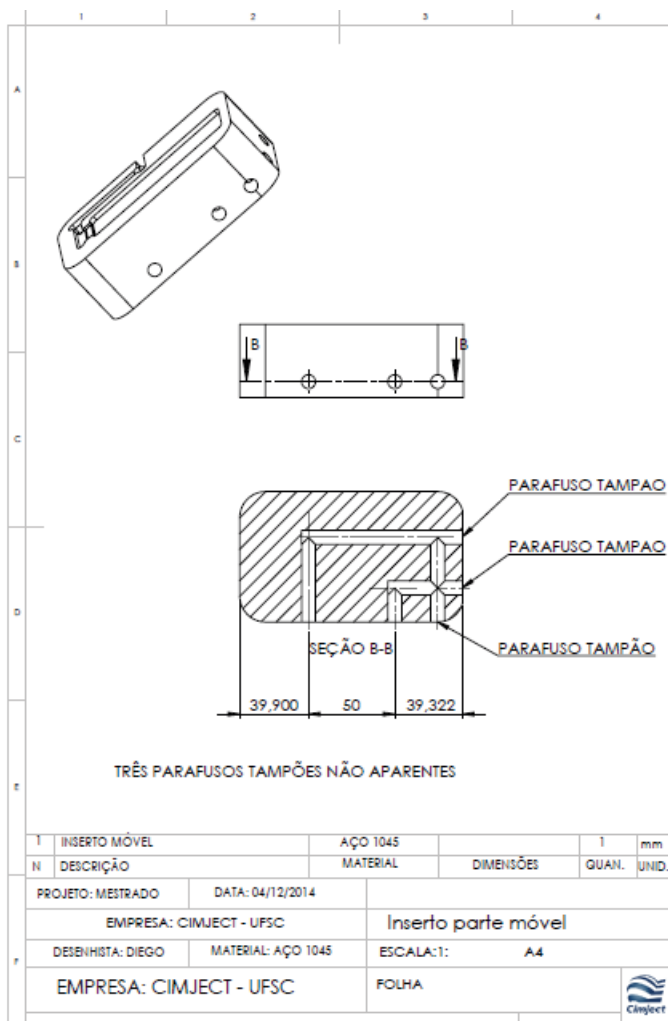 1 2 3 4
A
B
C
D
E
F
B B
PARAFUSO TAMPAO
PARAFUSO TAMPAO
PARAFUSO TAMPÃO
SEÇÃO B-B
39,900 50 39,322
TRÊS PARAFUSOS TAMPÕES NÃO APARENTES
1 INSERTO MÓVEL AÇO 1045 1 mm
N DESCRIÇÃO MATERIAL DIMENSÕES QUAN. UNID.
PROJETO: MESTRADO DATA: 04/12/2014
EMPRESA: CIMJECT - UFSC Inserto parte móvel
DESENHISTA: DIEGO MATERIAL: AÇO 1045 ESCALA:1: A4
EMPRESA: CIMJECT - UFSC FOLHA
Cimject